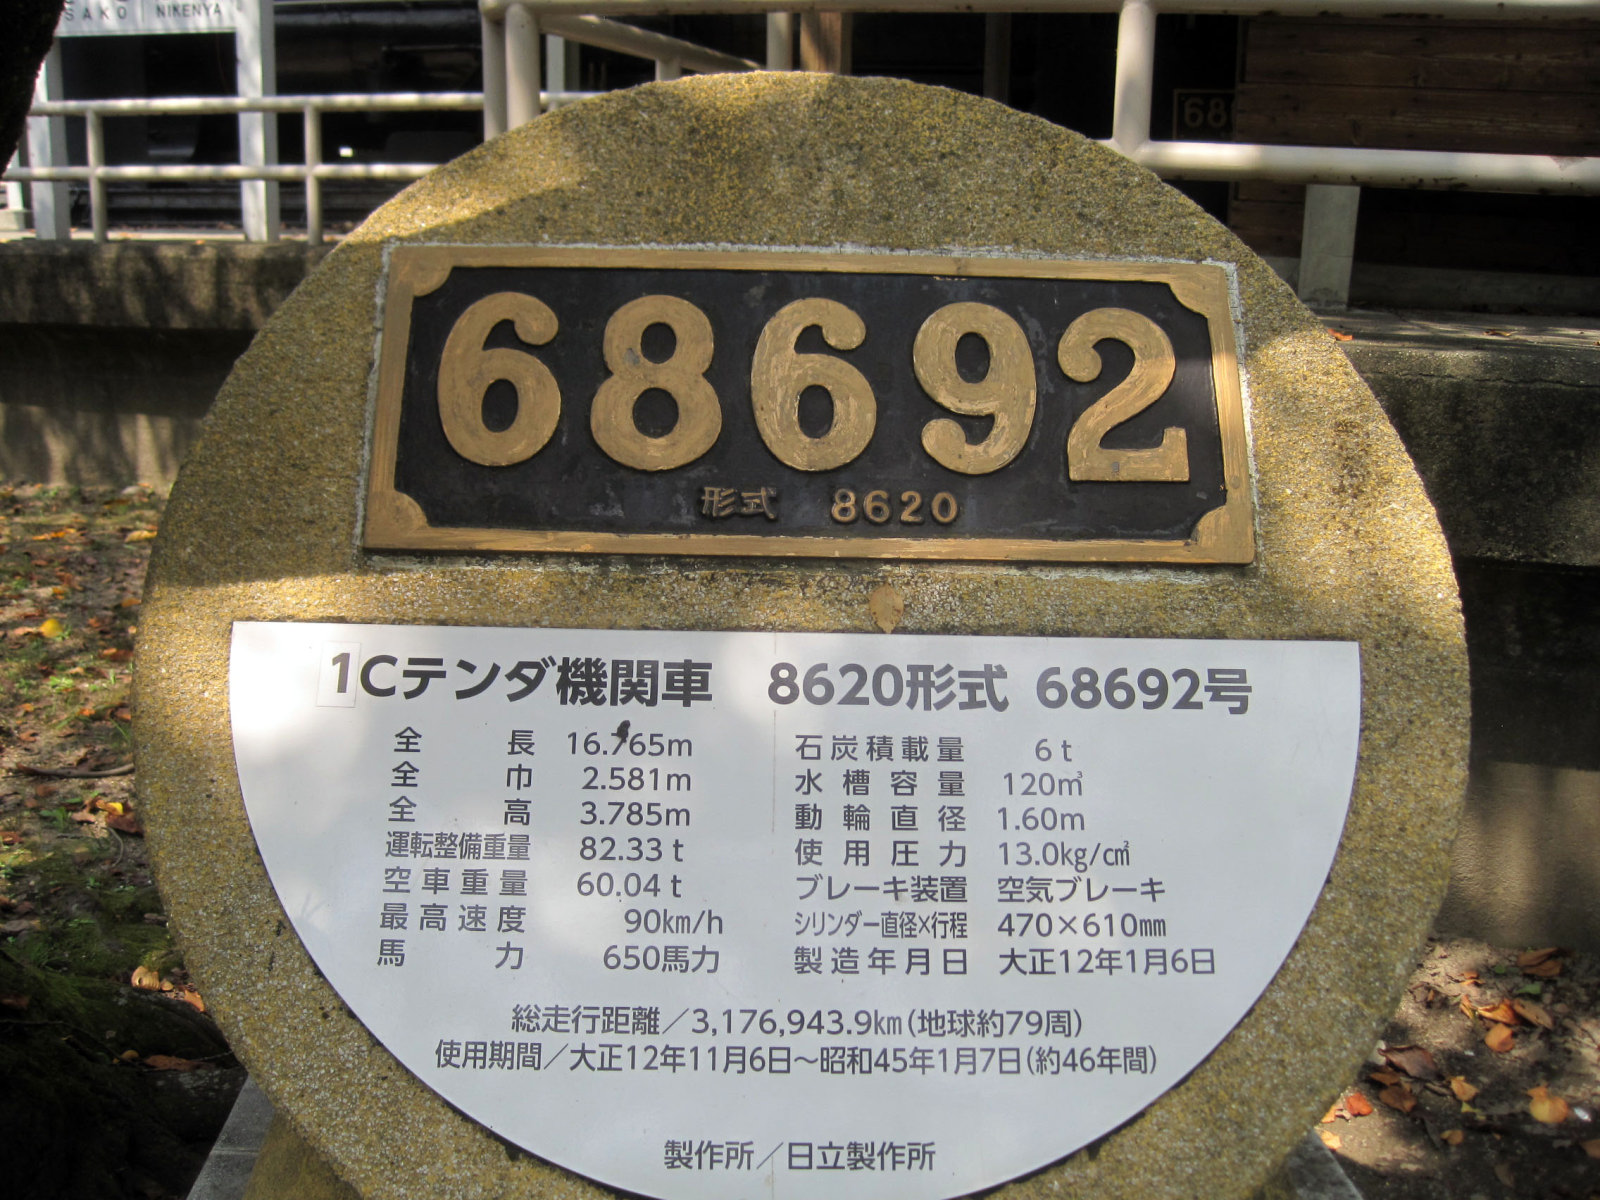 SAKO NIKENYA
68
68692
形式 8620
1Cテンダ機関車 8620形式 68692号
全長 16.765m
全巾 2.581m
全高 3.785m
運転整備重量 82.33t
空車重量 60.04t
最高速度 90km/h
馬力 650馬力
石炭積載量 6t
水槽容量 120㎥
動輪直径 1.60m
使用圧力 13.0kg/c㎡
ブレーキ装置 空気ブレーキ
シリンダー直径×行程 470×610㎜
製造年月日 大正12年1月6日
総走行距離/3,176,943.9㎞(地球約79周)
使用期間/大正12年11月6日〜昭和45年1月7日(約46年間)
製作所/日立製作所